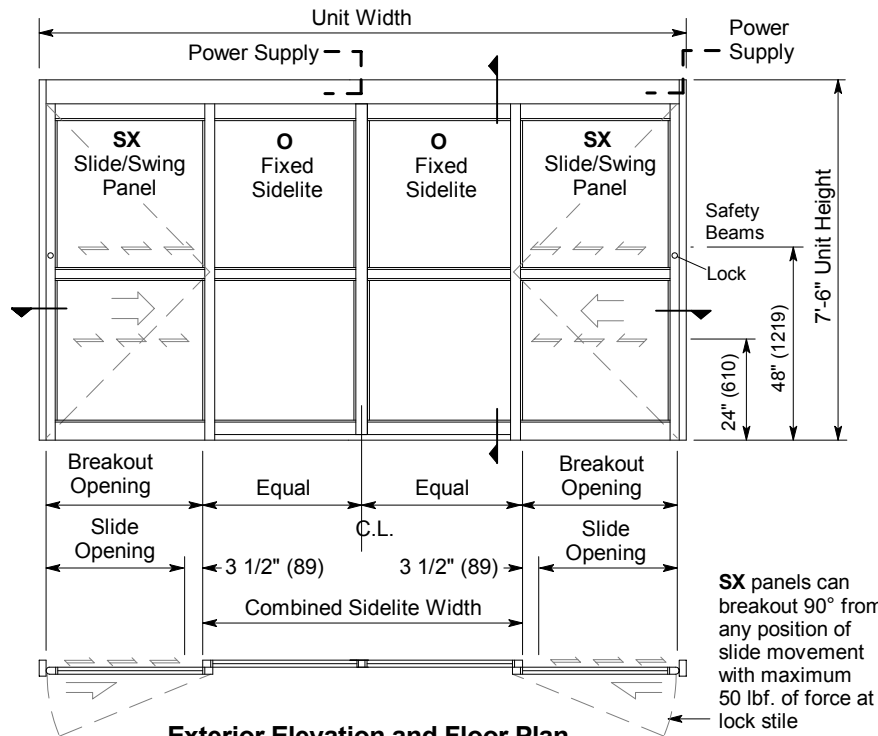 Unit Width
Power Supply
Power
Supply
SX
Slide/Swing
Panel
O
Fixed
Sidelite
O
Fixed
Sidelite
SX
Slide/Swing
Panel
Safety
Beams
Lock
24" (610)
48" (1219)
7'-6" Unit Height
Breakout
Opening
Equal
Equal
Breakout
Opening
Slide
Opening
C.L.
Slide
Opening
3 1/2" (89)
3 1/2" (89)
Combined Sidelite Width
SX panels can
breakout 90° from
any position of
slide movement
with maximum
50 lbf. of force at
lock stile
Exterior Elevation and Floor Plan